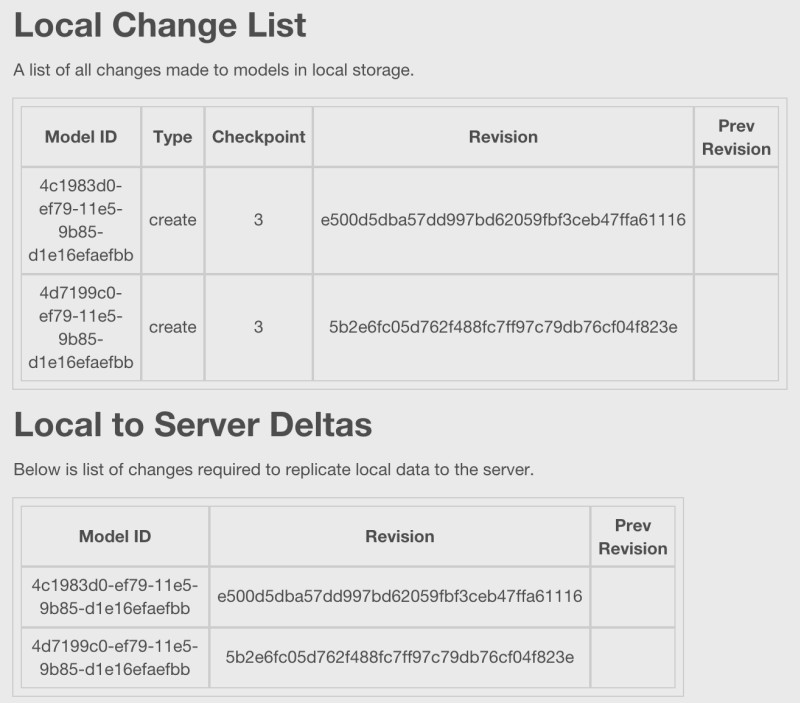 Local Change List
A list of all changes made to models in local storage.
Model ID Type Checkpoint Revision Prev Revision
4c1983d0-
ef79-11e5-
9b85-
d1e16efaefbb create 3 e500d5dba57dd997bd62059fbf3ceb47ffa61116
4d7199c0-
ef79-11e5-
9b85-
d1e16efaefbb create 3 5b2e6fc05d762f488fc7ff97c79db76cf04f823e
Local to Server Deltas
Below is list of changes required to replicate local data to the server.
Model ID Revision Prev Revision
4c1983d0-ef79-11e5-
9b85-d1e16efaefbb e500d5dba57dd997bd62059fbf3ceb47ffa61116
4d7199c0-ef79-11e5-
9b85-d1e16efaefbb 5b2e6fc05d762f488fc7ff97c79db76cf04f823e